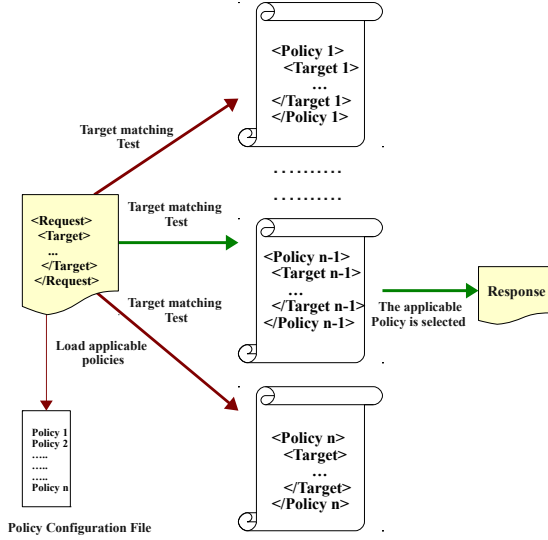 <Policy 1>
<Target 1>
...
</Target 1>
</Policy 1>
Target matching
Test
..........
..........
<Request>
<Target>
...
</Target>
</Request>
Target matching
Test
<Policy n-1>
<Target n-1>
...
</Target n-1>
</Policy n-1>
The applicable
Policy is selected
Response
Target matching
Test
Load applicable
policies
<Policy n>
<Target>
...
</Target>
</Policy n>
Policy 1
Policy 2
.....
.....
.....
Policy n
Policy Configuration File